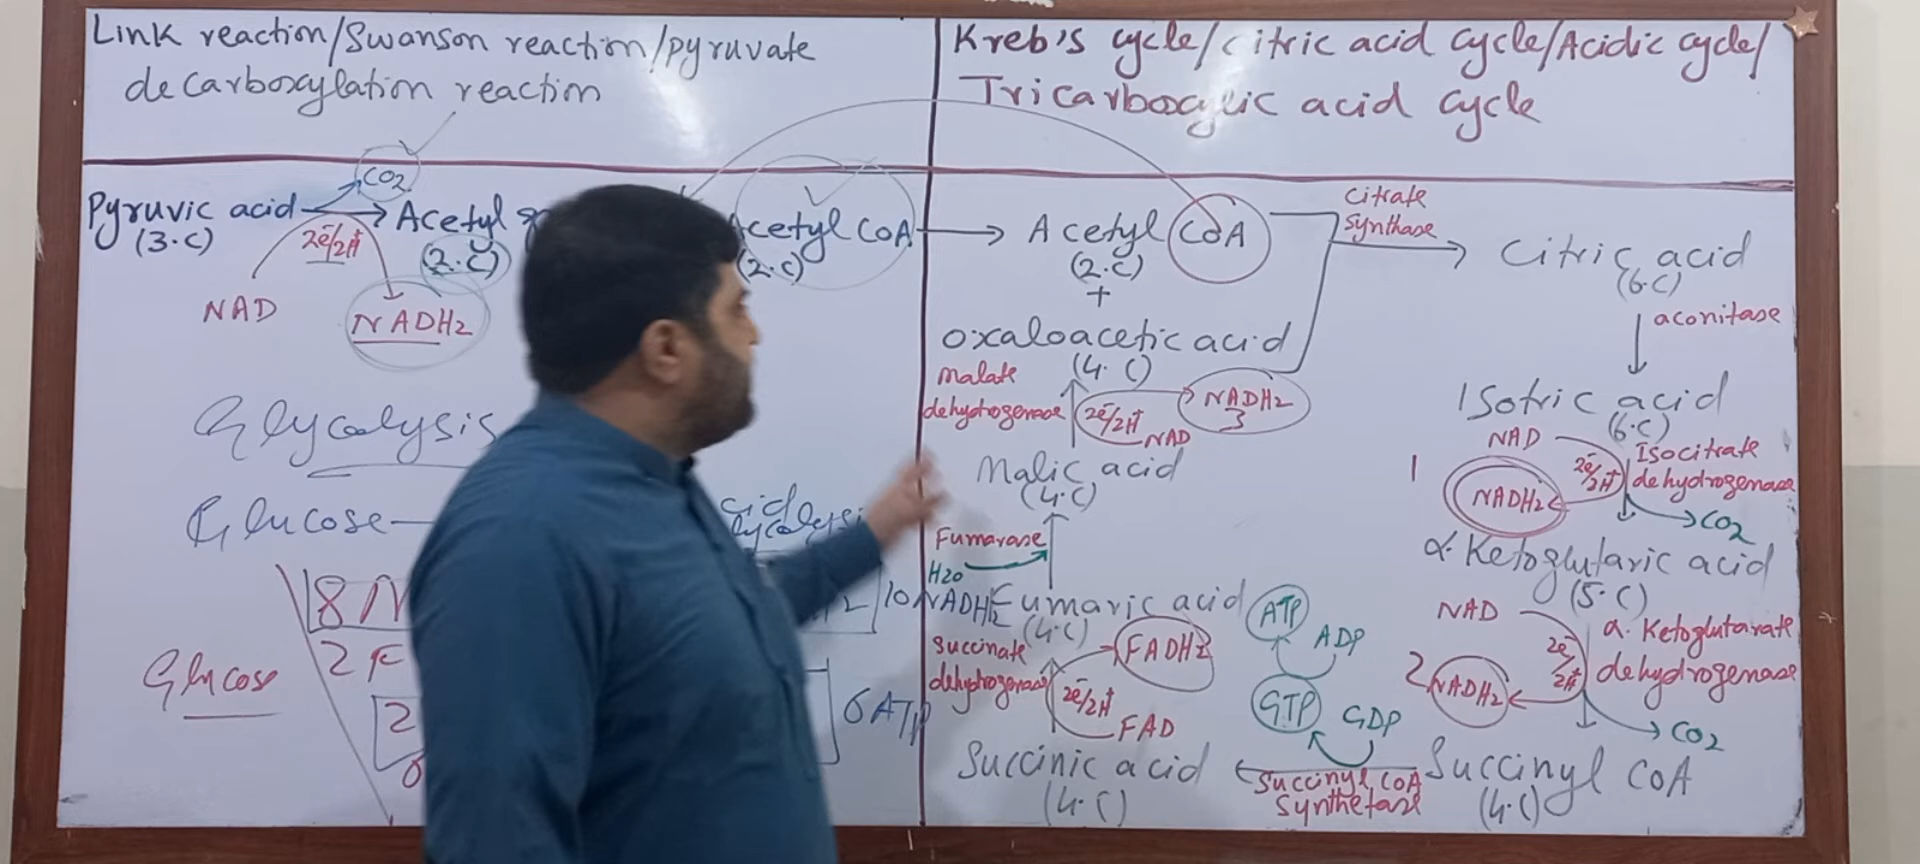 Link reaction/Swanson reaction/pyruvate
decarboxylation reaction
CO2
Pyruvic acid
(3.C)
2e/2H+
Acetyl
(2.C)
NAD
NADH2
Acetyl CoA
(2.C)
Glycolysis
Glucose
8 N
2 F
2
Glucose
10 NADH2
6 ATP
Kreb's cycle/citric acid cycle/Acidic cycle/
Tricarboxylic acid cycle
Acetyl CoA
(2.C)
+
oxaloacetic acid
(4.C)
Citrate
synthase
Citric acid
(6.C)
aconitase
Isotric acid
(6.C)
NAD
Isocitrate
dehydrogenase
2e/2H+
1
NADH2
CO2
α.Ketoglutaric acid
(5.C)
NAD
α.Ketoglutarate
dehydrogenase
2e/2H+
2
NADH2
CO2
Succinyl CoA
(4.C)
Succinyl CoA
Synthetase
GDP
GTP
ADP
ATP
Succinic acid
(4.C)
Succinate
dehydrogenase
2e/2H+
FAD
FADH2
Fumaric acid
(4.C)
Fumarase
H2o
Malic acid
(4.C)
Malate
dehydrogenase
2e/2H+
NAD
NADH2
3